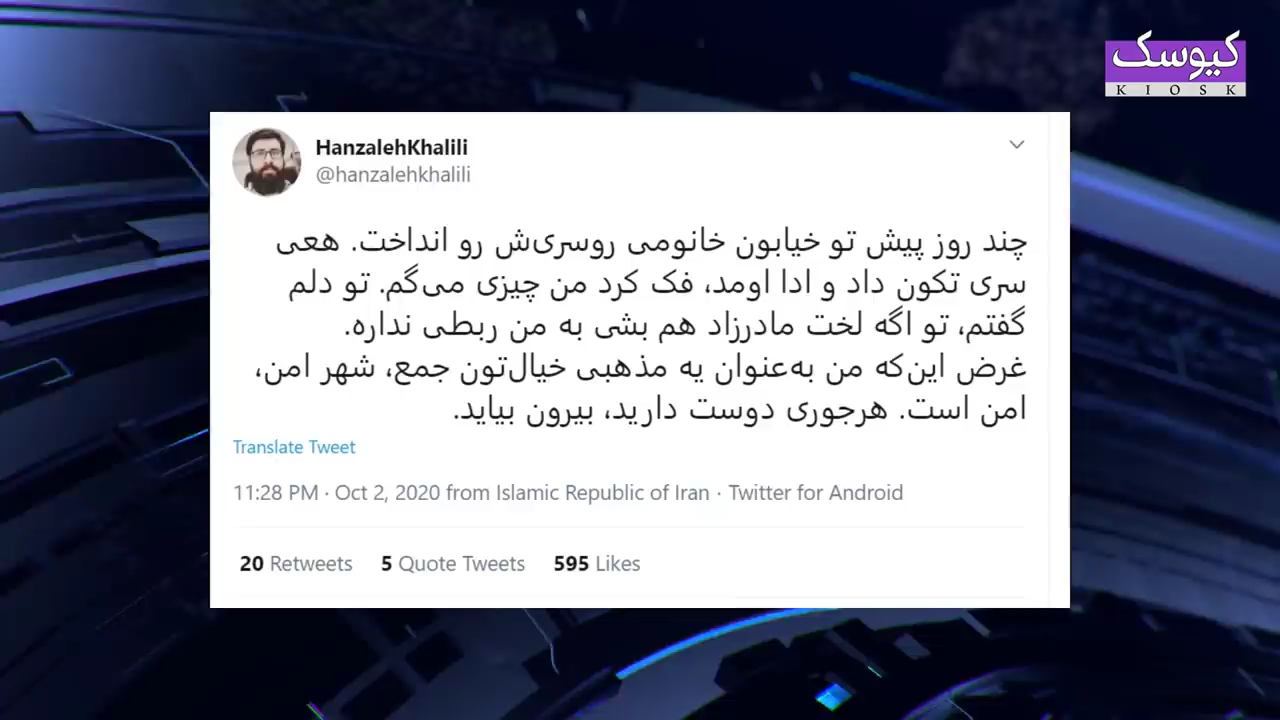 کیوسک
KIOSK
HanzalehKhalili
@hanzalehkhalili
چند روز پیش تو خیابون خانومی روسری‌ش رو انداخت. هعی
سری تکون داد و ادا اومد، فک کرد من چیزی می‌گم. تو دلم
گفتم، تو اگه لخت مادرزاد هم بشی به من ربطی نداره.
غرض این‌که من به‌عنوان یه مذهبی خیال‌تون جمع، شهر امن،
امن است. هرجوری دوست دارید، بیرون بیاید.
Translate Tweet
11:28 PM · Oct 2, 2020 from Islamic Republic of Iran · Twitter for Android
20 Retweets 5 Quote Tweets 595 Likes